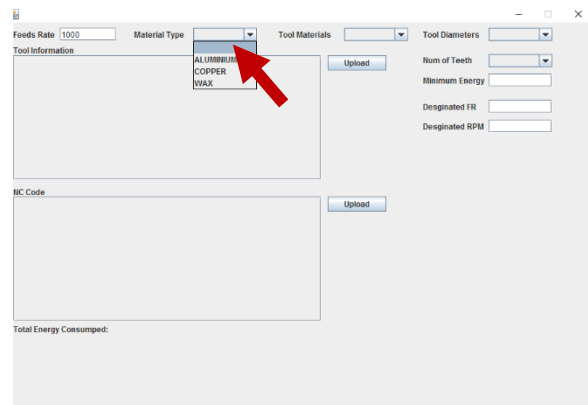 Feeds Rate 1000 Material Type Tool Materials Tool Diameters
Tool Information
ALUMINIUM
COPPER
WAX
Upload
Num of Teeth
Minimum Energy
Desginated FR
Desginated RPM
NC Code
Upload
Total Energy Consumped: